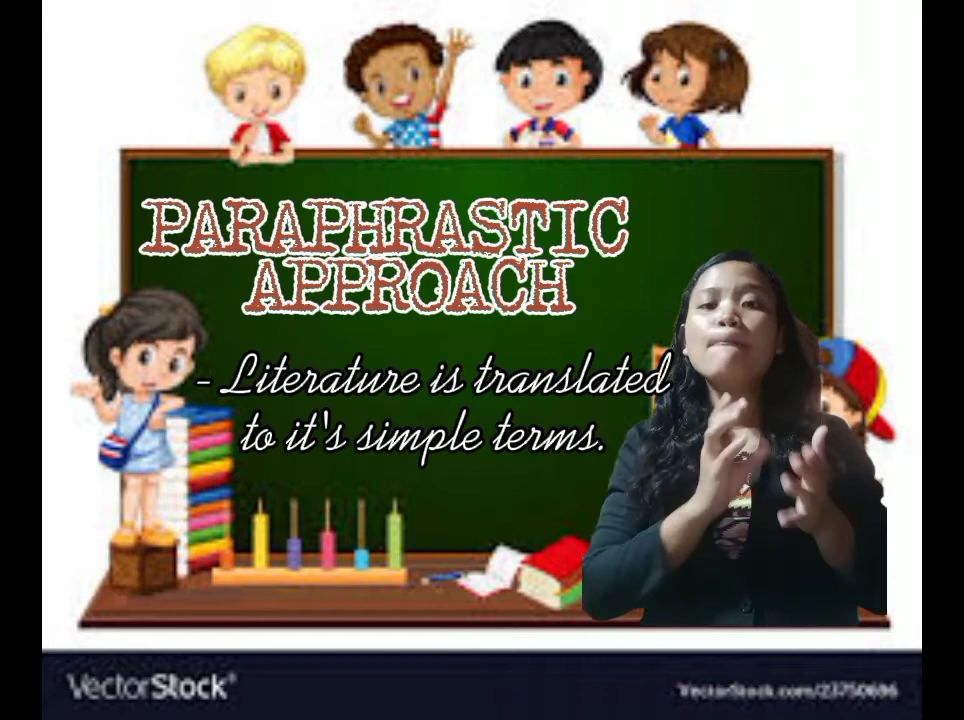 PARAPHRASTIC
APPROACH
- Literature is translated
to it's simple terms.
VectorStock®
VectorStock.com/23750696